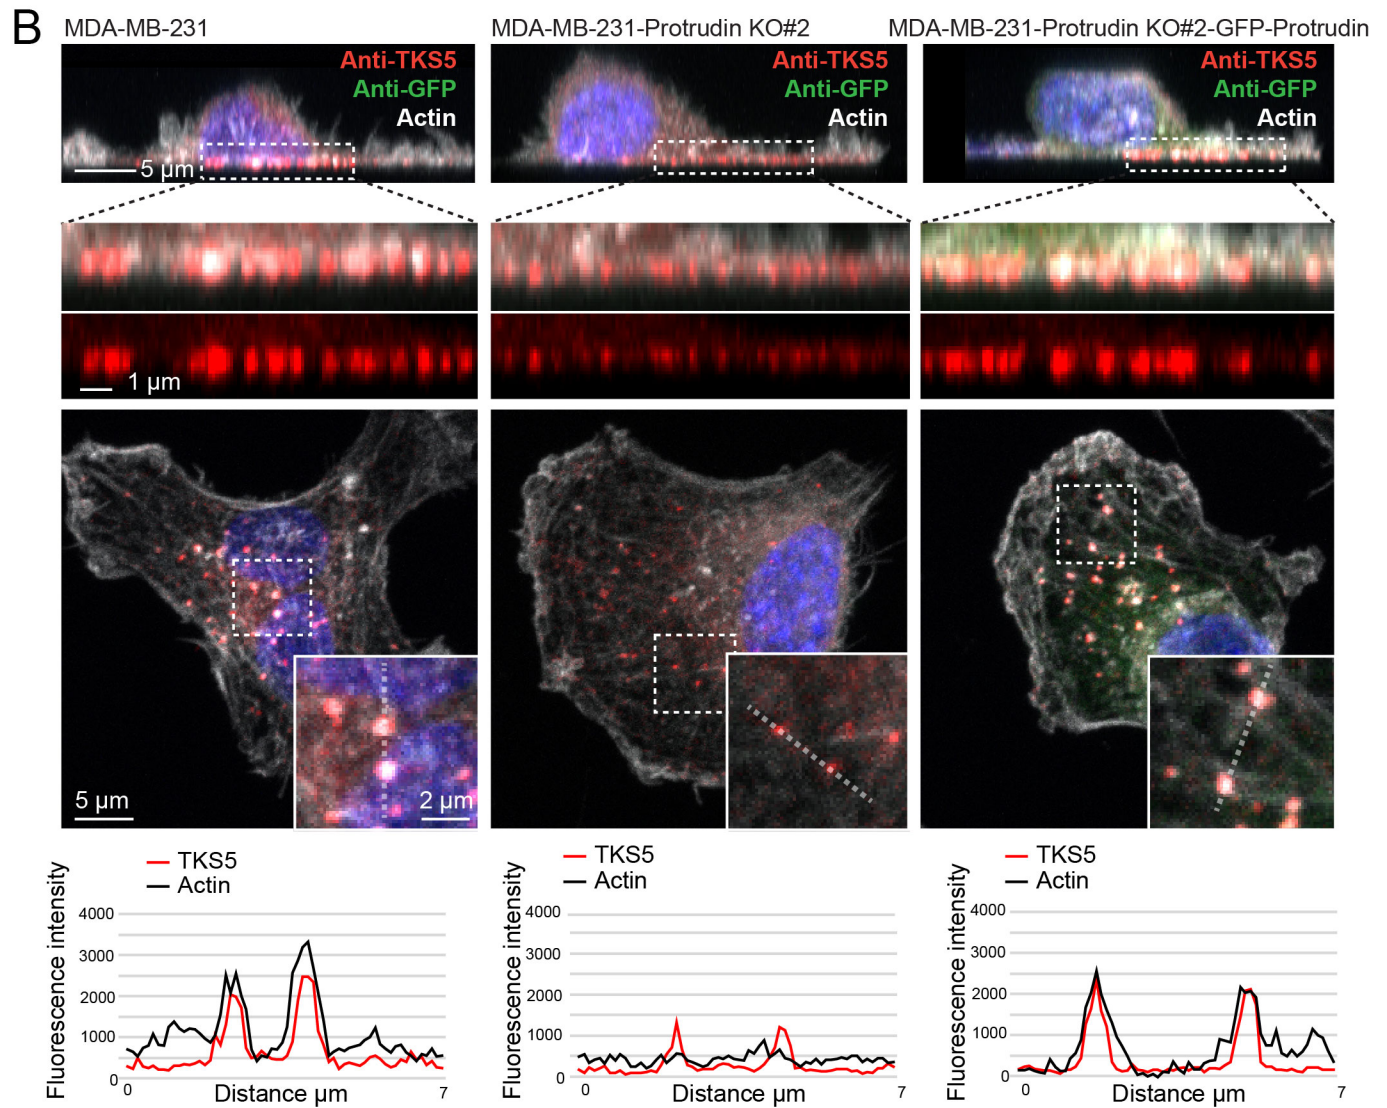 B
MDA-MB-231
MDA-MB-231-Protrudin KO#2
MDA-MB-231-Protrudin KO#2-GFP-Protrudin
Anti-TKS5
Anti-GFP
Actin
5 µm
Anti-TKS5
Anti-GFP
Actin
Anti-TKS5
Anti-GFP
Actin
1 µm
5 µm
2 µm
TKS5
Actin
Fluorescence intensity
4000
3000
2000
1000
0
0
Distance µm
7
TKS5
Actin
Fluorescence intensity
4000
3000
2000
1000
0
0
Distance µm
7
TKS5
Actin
Fluorescence intensity
4000
3000
2000
1000
0
0
Distance µm
7